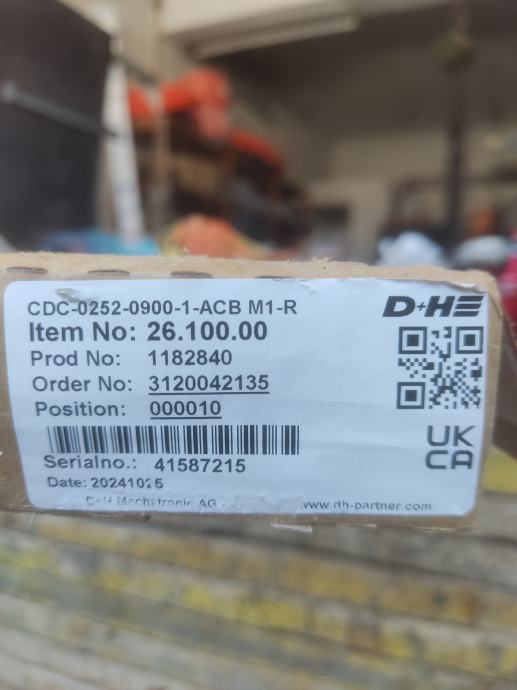 CDC-0252-0900-1-ACB M1-R
D+H
Item No: 26.100.00
Prod No: 1182840
Order No: 3120042135
Position: 000010
UK
CA
Serialno.: 41587215
Date: 20241025
D+H Mechatronic AG
www.dh-partner.com